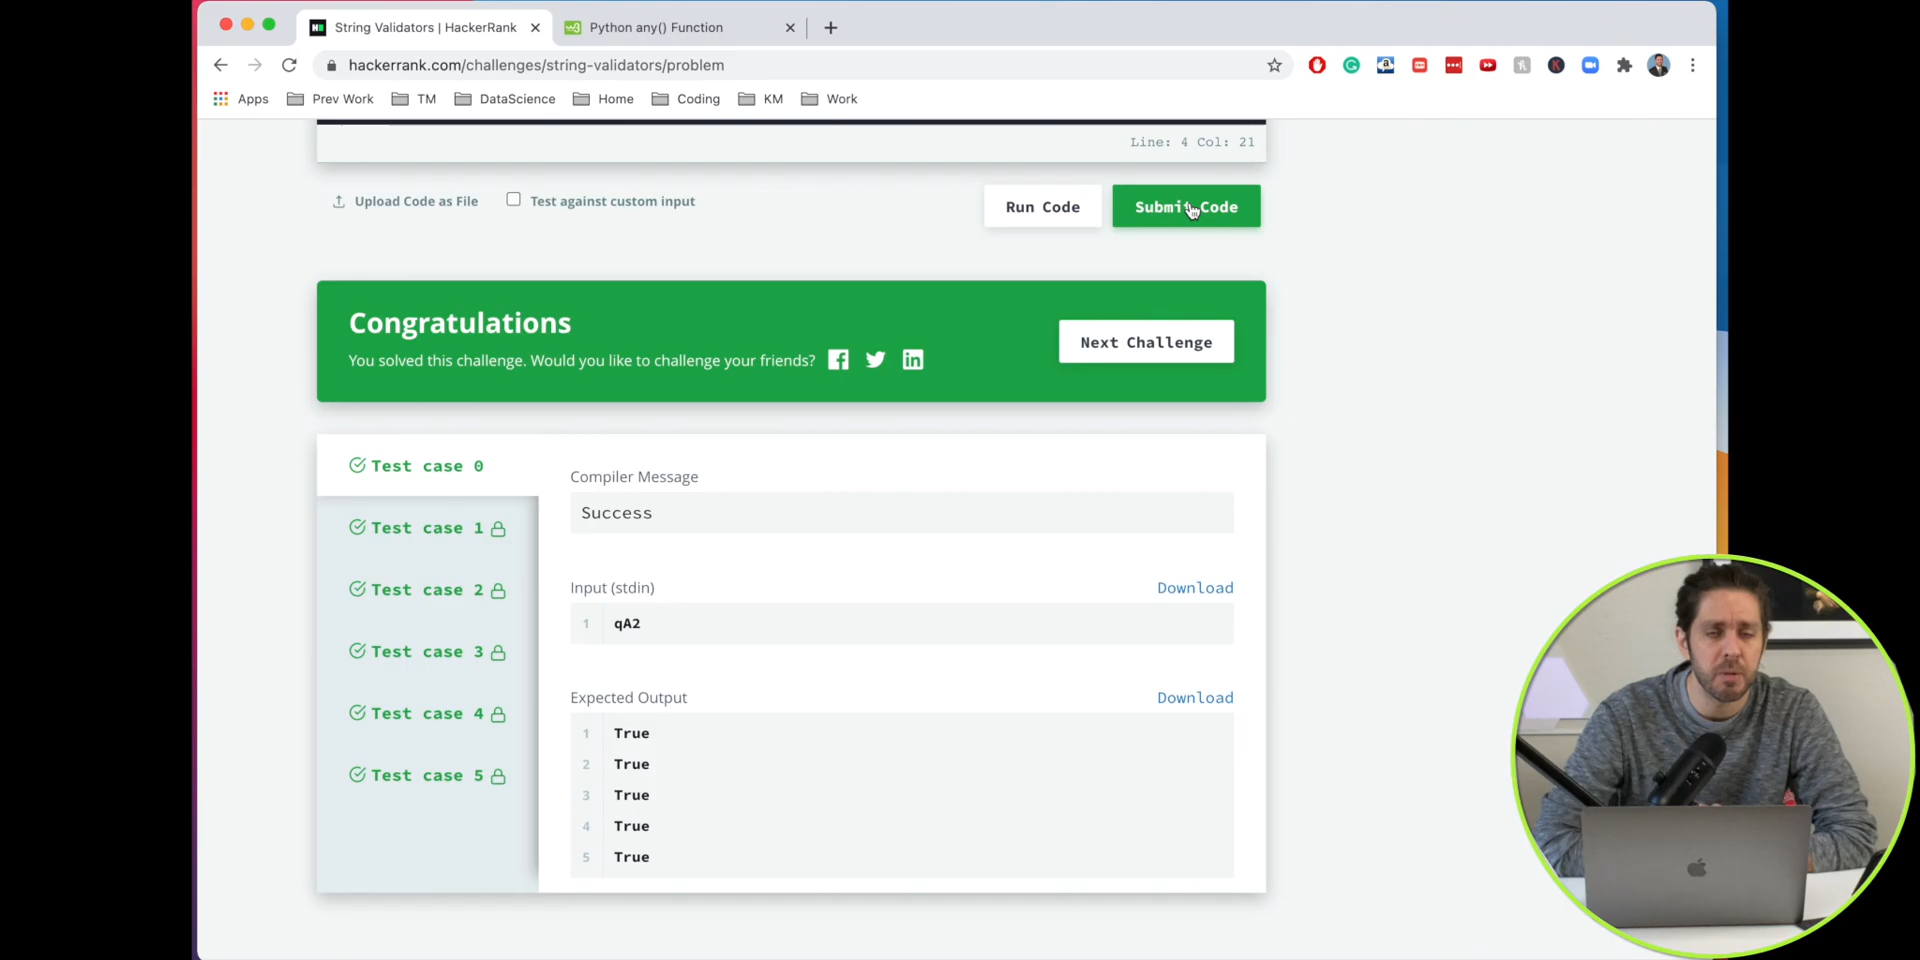 String Validators | HackerRank
Python any() Function
hackerrank.com/challenges/string-validators/problem
Apps
Prev Work
TM
DataScience
Home
Coding
KM
Work
Line: 4 Col: 21
Upload Code as File
Test against custom input
Run Code
Submit Code
Congratulations
You solved this challenge. Would you like to challenge your friends?
Next Challenge
Test case 0
Test case 1
Test case 2
Test case 3
Test case 4
Test case 5
Compiler Message
Success
Input (stdin)
Download
1 qA2
Expected Output
Download
1 True
2 True
3 True
4 True
5 True